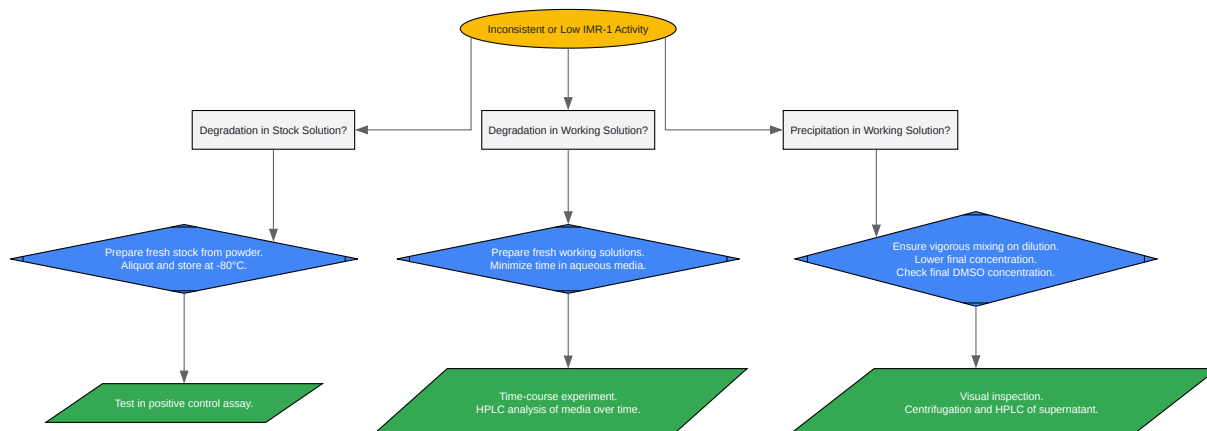 Inconsistent or Low IMR-1 Activity
Degradation in Stock Solution?
Degradation in Working Solution?
Precipitation in Working Solution?
Prepare fresh stock from powder.
Aliquot and store at -80°C.
Prepare fresh working solutions.
Minimize time in aqueous media.
Ensure vigorous mixing on dilution.
Lower final concentration.
Check final DMSO concentration.
Test in positive control assay.
Time-course experiment.
HPLC analysis of media over time.
Visual inspection.
Centrifugation and HPLC of supernatant.